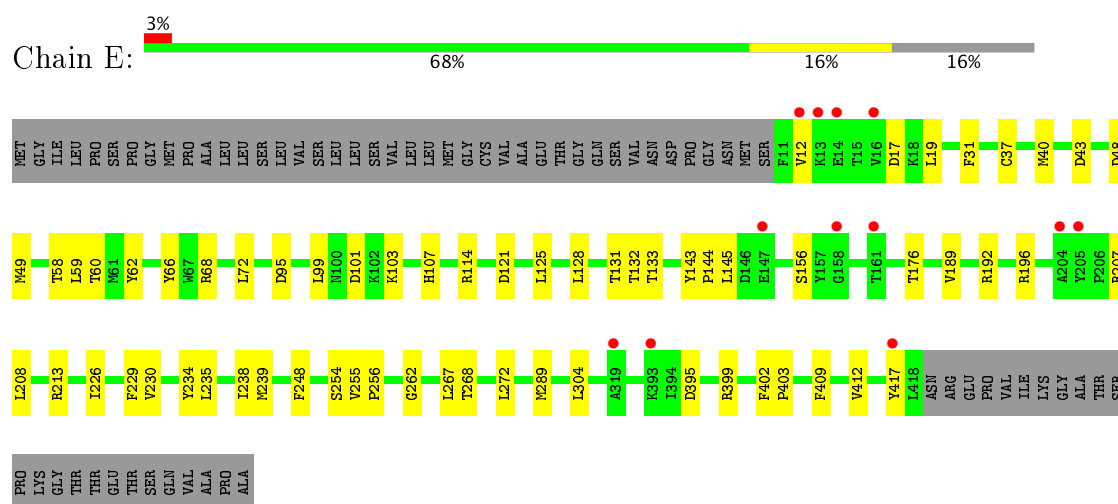 3%
Chain E:
68% 16% 16%
MET GLY ILE LEU PRO SER PRO GLY MET PRO ALA LEU LEU SER LEU VAL SER LEU LEU SER VAL LEU LEU MET GLY CYS VAL ALA GLU THR GLY GLN SER VAL ASN ASP PRO GLY ASN MET SER F11 V12 K13 E14 T15 V16 D17 K18 L19 F31 C37 M40 D43 D48
M49 T58 L59 T60 M61 Y62 Y66 W67 R68 L72 D95 L99 N100 D101 K102 K103 H107 R114 D121 L125 L128 T131 T132 T133 Y143 P144 L145 D146 E147 S156 Y157 G158 T161 T176 V189 R192 R196 A204 Y205 P206
L208 R213 I226 F229 V230 Y234 L235 I238 M239 F248 S254 V255 P256 G262 L267 T268 L272 M289 L304 A319 K393 I394 D395 R399 F402 P403 F409 V412 Y417 L418 ASN ARG GLU PRO VAL ILE LYS GLY ALA THR SER
PRO LYS GLY THR THR GLU THR SER GLN VAL ALA PRO ALA